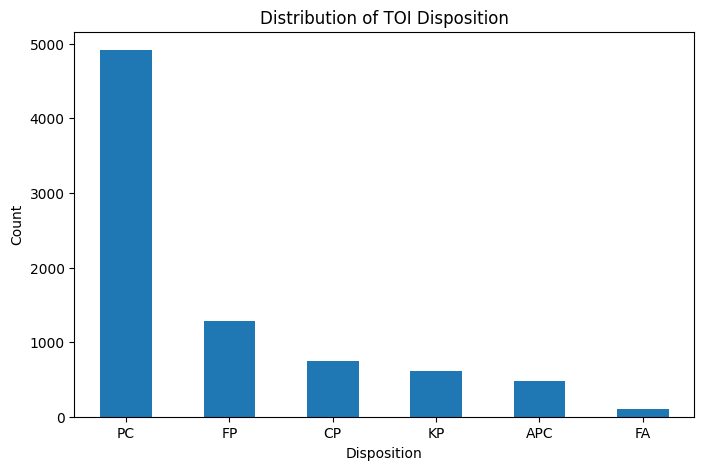 Distribution of TOI Disposition
5000
4000
3000
2000
1000
0
Count
PC FP CP KP APC FA
Disposition